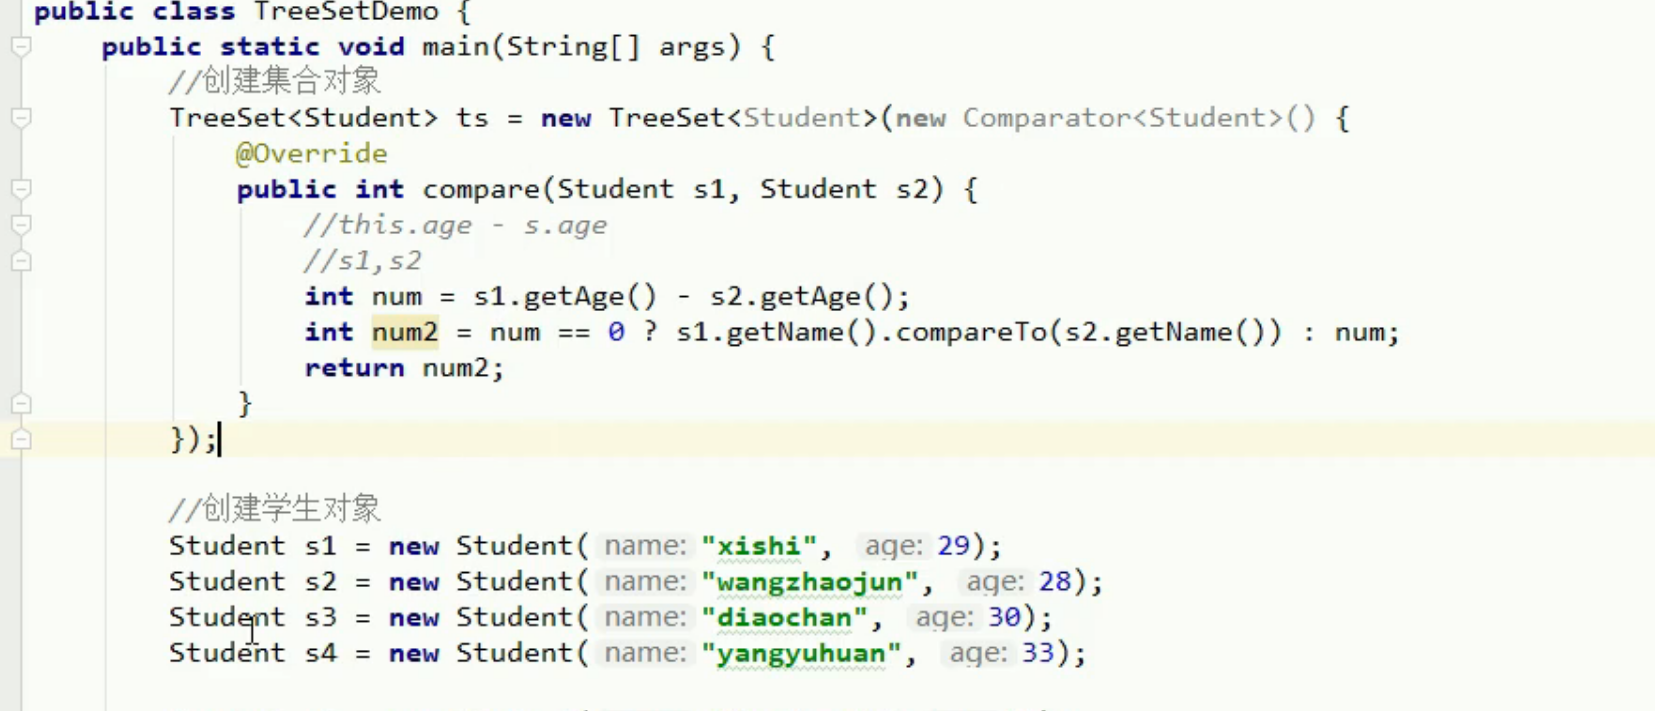 public class TreeSetDemo {
public static void main(String[] args) {
//创建集合对象
TreeSet<Student> ts = new TreeSet<Student>(new Comparator<Student>() {
@Override
public int compare(Student s1, Student s2) {
//this.age - s.age
//s1,s2
int num = s1.getAge() - s2.getAge();
int num2 = num == 0 ? s1.getName().compareTo(s2.getName()) : num;
return num2;
}
});
//创建学生对象
Student s1 = new Student( name: "xishi", age: 29);
Student s2 = new Student( name: "wangzhaojun", age: 28);
Student s3 = new Student( name: "diaochan", age: 30);
Student s4 = new Student( name: "yangyuhuan", age: 33);